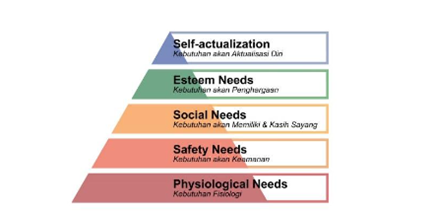 Self-actualization
Kebutuhan akan Aktualisasi Diri
Esteem Needs
Kebutuhan akan Penghargaan
Social Needs
Kebutuhan akan Memiliki & Kasih Sayang
Safety Needs
Kebutuhan akan Keamanan
Physiological Needs
Kebutuhan Fisiologi